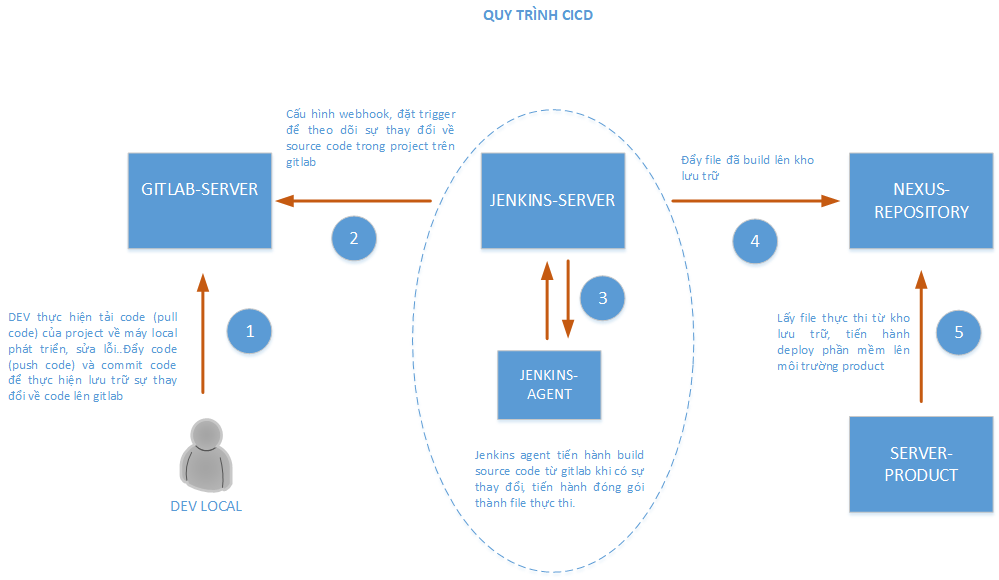 QUY TRÌNH CICD
Cấu hình webhook, đặt trigger
để theo dõi sự thay đổi về
source code trong project trên
gitlab
GITLAB-SERVER
2
JENKINS-SERVER
Đẩy file đã build lên kho
lưu trữ
4
NEXUS-
REPOSITORY
DEV thực hiện tải code (pull
code) của project về máy local
phát triển, sửa lỗi..Đẩy code
(push code) và commit code
để thực hiện lưu trữ sự thay
đổi về code lên gitlab
1
DEV LOCAL
3
JENKINS-
AGENT
Jenkins agent tiến hành build
source code từ gitlab khi có sự
thay đổi, tiến hành đóng gói
thành file thực thi.
Lấy file thực thi từ kho
lưu trữ, tiến hành
deploy phần mềm lên
môi trường product
5
SERVER-
PRODUCT